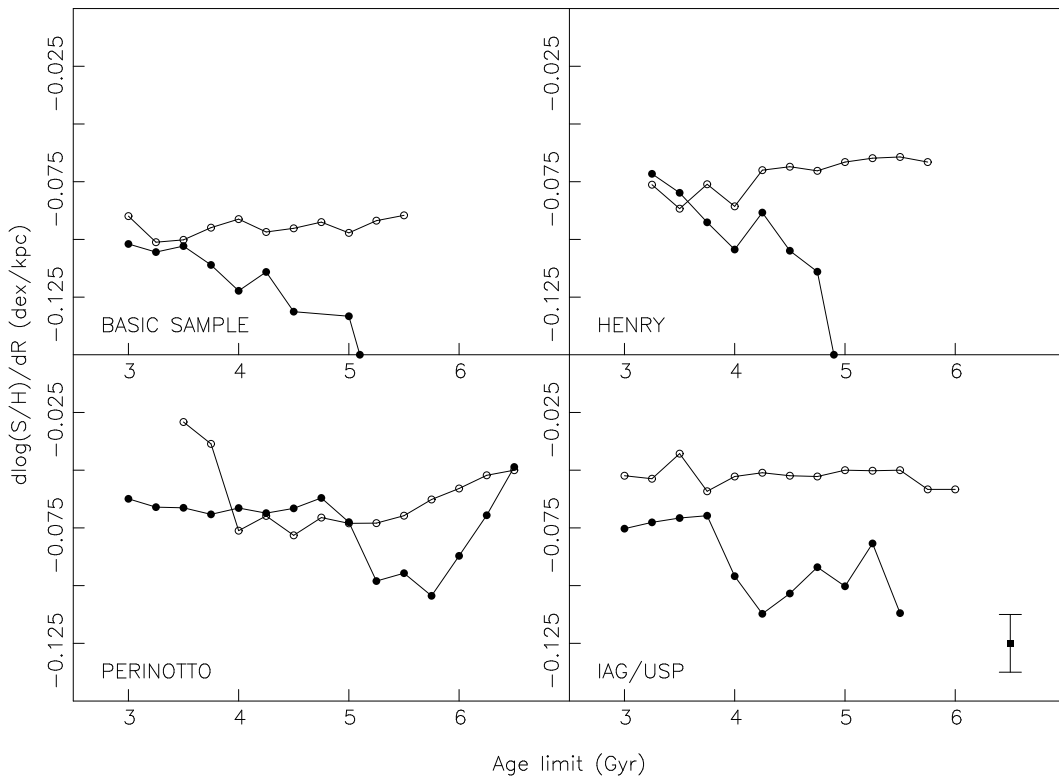 dlog(S/H)/dR (dex/kpc)
-0.025
-0.075
-0.125
BASIC SAMPLE
3 4 5 6
-0.025
-0.075
-0.125
HENRY
3 4 5 6
-0.025
-0.075
-0.125
PERINOTTO
3 4 5 6
-0.025
-0.075
-0.125
IAG/USP
3 4 5 6
Age limit (Gyr)